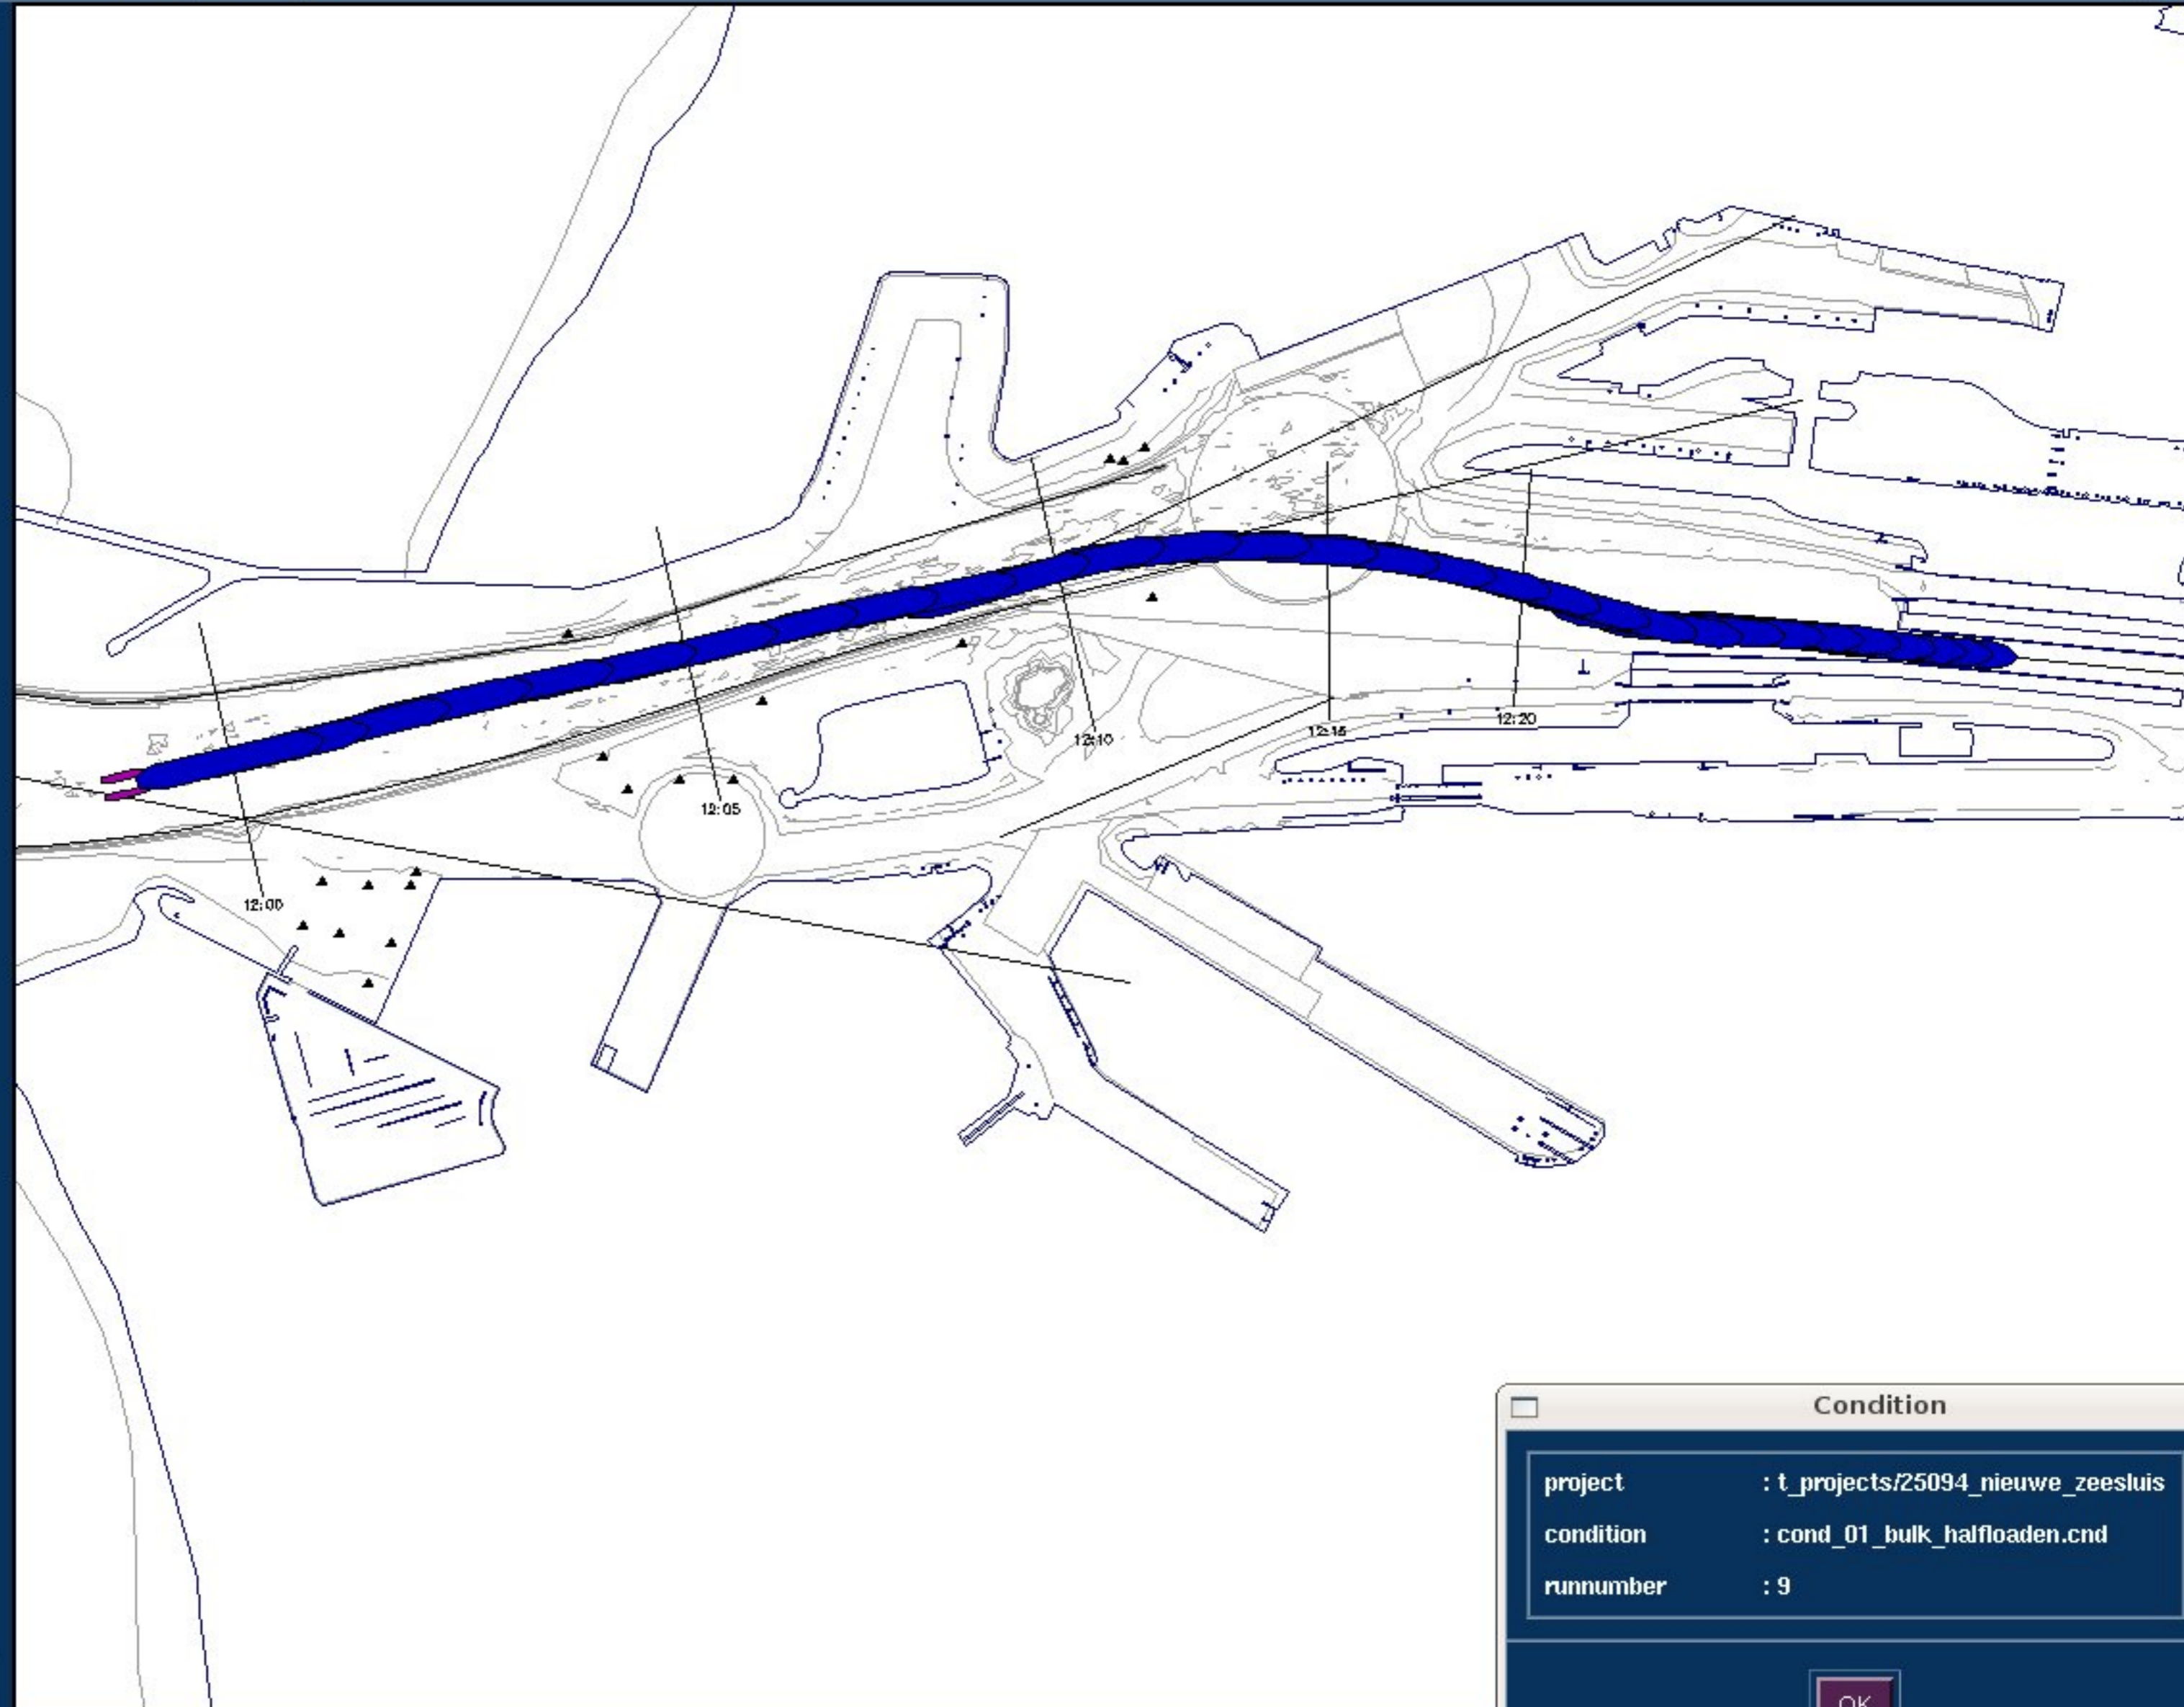 12:10
12:15
12:20
12:05
12:00
Condition
project : t_projects/25094_nieuwe_zeesluis
condition : cond_01_bulk_halfloaden.cnd
runnumber : 9
OK